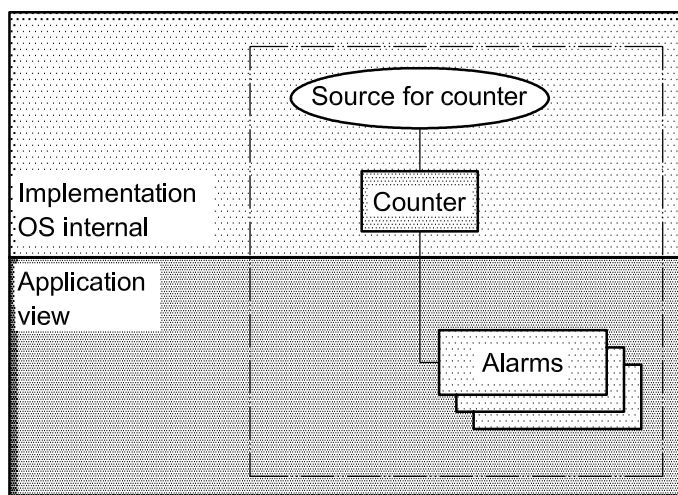 Source for counter
Implementation
OS internal
Counter
Application
view
Alarms